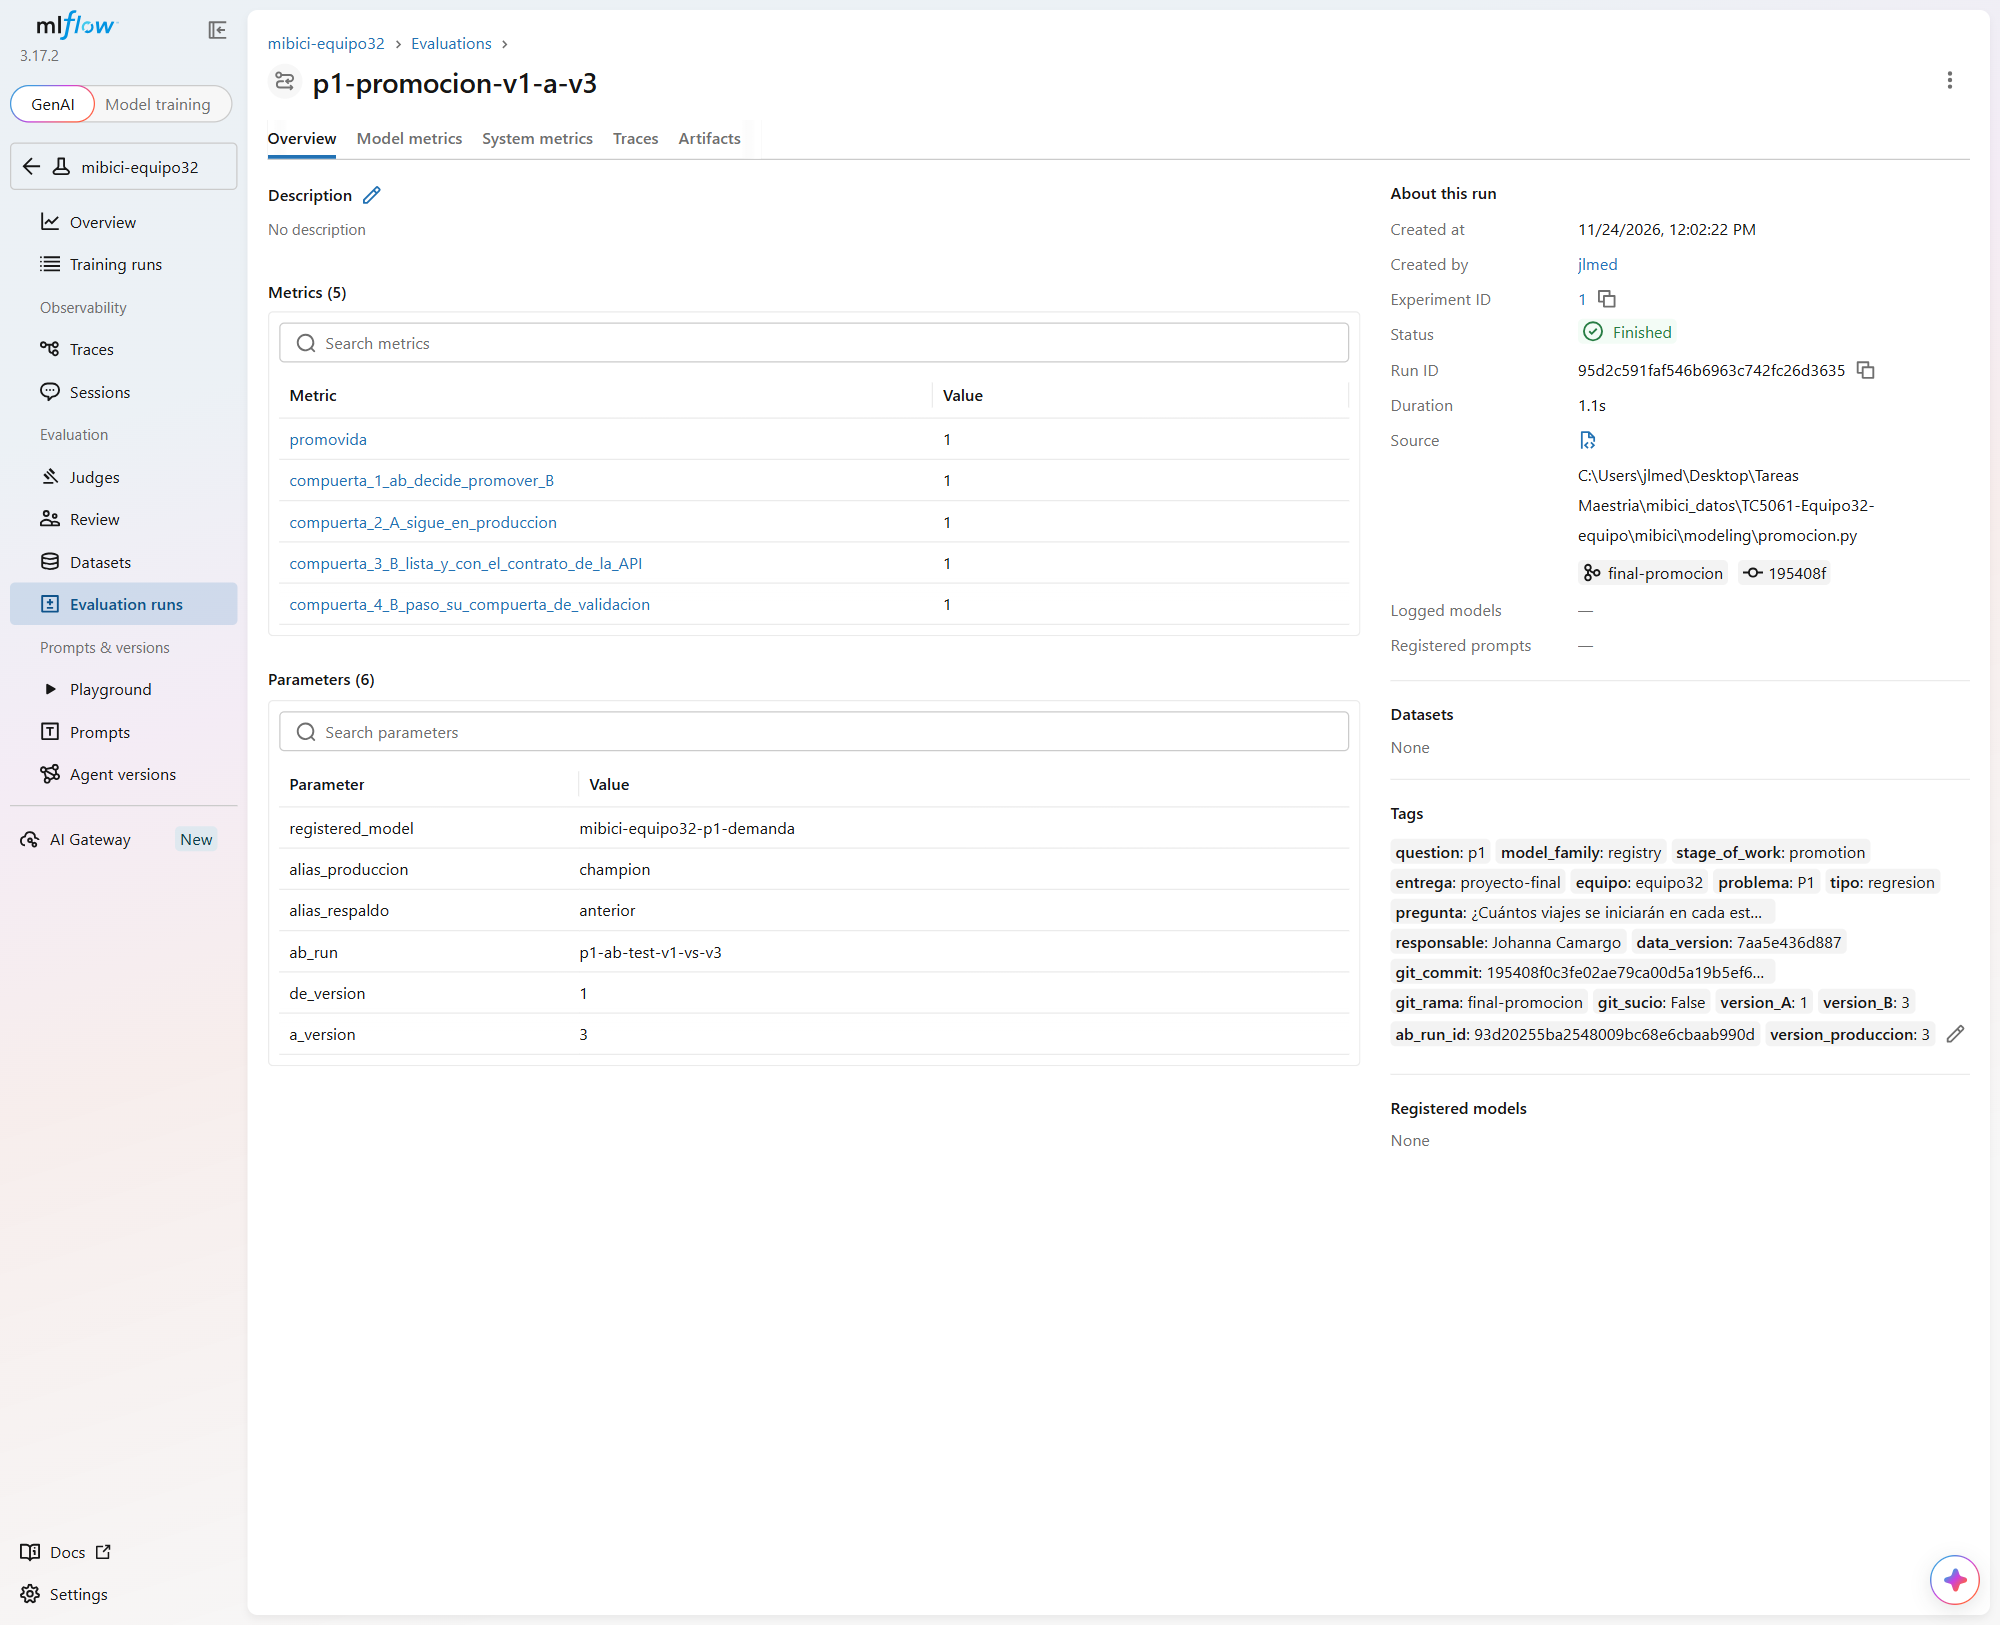 mlflow
3.17.2
GenAI
Model training
mibici-equipo32
Overview
Training runs
Observability
Traces
Sessions
Evaluation
Judges
Review
Datasets
Evaluation runs
Prompts & versions
Playground
Prompts
Agent versions
AI Gateway New
Docs
Settings
mibici-equipo32 > Evaluations >
p1-promocion-v1-a-v3
Overview Model metrics System metrics Traces Artifacts
Description
No description
Metrics (5)
Search metrics
Metric Value
promovida 1
compuerta_1_ab_decide_promover_B 1
compuerta_2_A_sigue_en_produccion 1
compuerta_3_B_lista_y_con_el_contrato_de_la_API 1
compuerta_4_B_paso_su_compuerta_de_validacion 1
Parameters (6)
Search parameters
Parameter Value
registered_model mibici-equipo32-p1-demanda
alias_produccion champion
alias_respaldo anterior
ab_run p1-ab-test-v1-vs-v3
de_version 1
a_version 3
About this run
Created at 11/24/2026, 12:02:22 PM
Created by jlmed
Experiment ID 1
Status Finished
Run ID 95d2c591faf546b6963c742fc26d3635
Duration 1.1s
Source
C:\Users\jlmed\Desktop\Tareas
Maestria\mibici_datos\TC5061-Equipo32-
equipo\mibici\modeling\promocion.py
final-promocion 195408f
Logged models —
Registered prompts —
Datasets
None
Tags
question: p1 model_family: registry stage_of_work: promotion
entrega: proyecto-final equipo: equipo32 problema: P1 tipo: regresion
pregunta: ¿Cuántos viajes se iniciarán en cada est...
responsable: Johanna Camargo data_version: 7aa5e436d887
git_commit: 195408f0c3fe02ae79ca00d5a19b5ef6...
git_rama: final-promocion git_sucio: False version_A: 1 version_B: 3
ab_run_id: 93d20255ba2548009bc68e6cbaab990d version_produccion: 3
Registered models
None